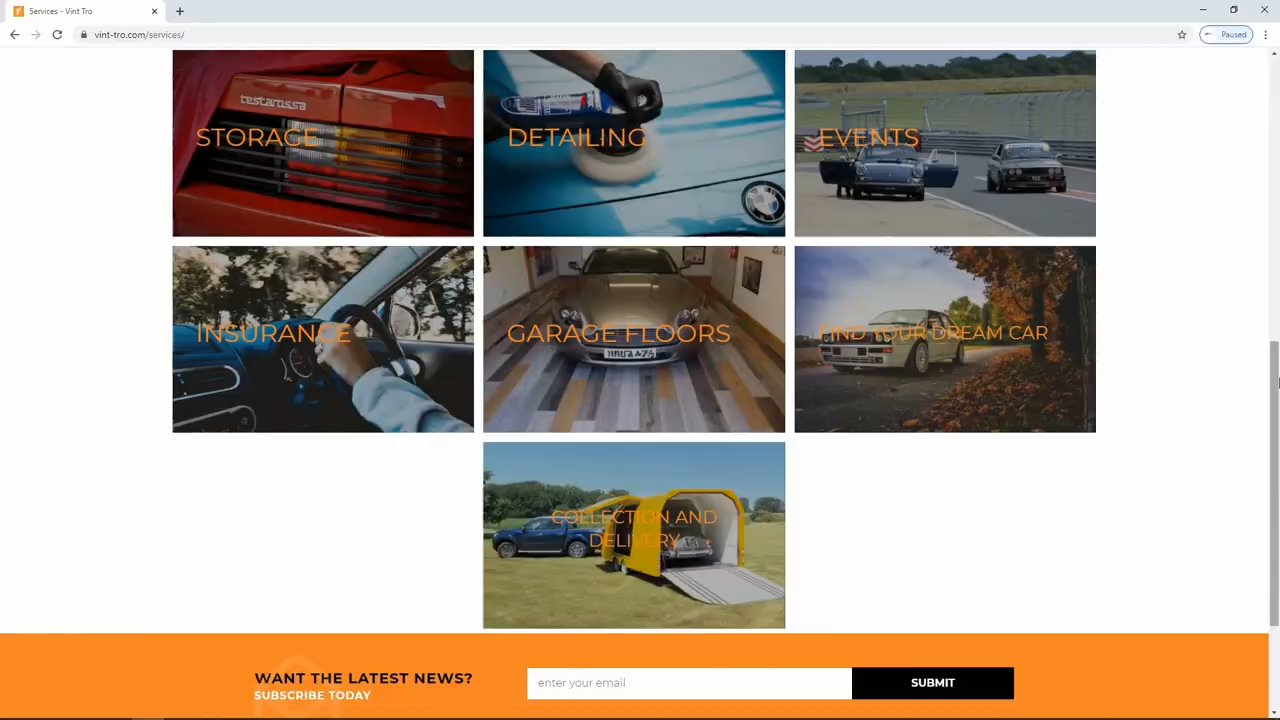 Services - Vint Tro
vint-tro.com/services/
Paused
testarossa
STORAGE
DETAILING
EVENTS
INSURANCE
GARAGE FLOORS
FIND YOUR DREAM CAR
COLLECTION AND
DELIVERY
WANT THE LATEST NEWS?
SUBSCRIBE TODAY
enter your email
SUBMIT